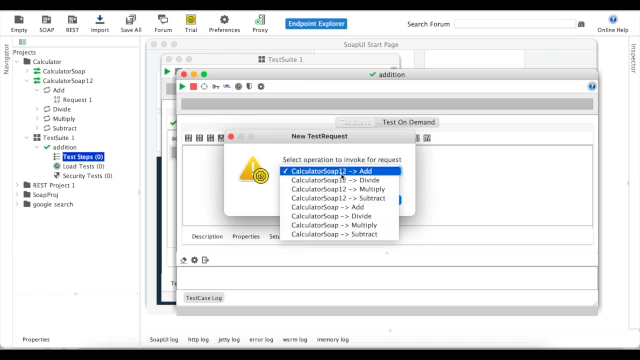 Empty SOAP REST Import Save All Forum Trial Preferences Proxy Endpoint Explorer Search Forum Online Help
Navigator
Projects
Calculator
CalculatorSoap
CalculatorSoap12
Add
Request 1
Divide
Multiply
Subtract
TestSuite 1
addition
Test Steps (0)
Load Tests (0)
Security Tests (0)
REST Project 1
SoapProj
google search
Properties
SoapUI Start Page
TestSuite 1
addition
TestSteps Test On Demand
New TestRequest
Select operation to invoke for request
CalculatorSoap12 -> Add
CalculatorSoap12 -> Divide
CalculatorSoap12 -> Multiply
CalculatorSoap12 -> Subtract
CalculatorSoap -> Add
CalculatorSoap -> Divide
CalculatorSoap -> Multiply
CalculatorSoap -> Subtract
Description Properties
TestCase Log
SoapUI log http log jetty log error log wsrm log memory log
Inspector